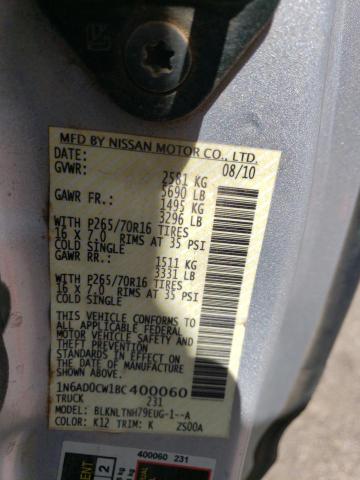 MFD BY NISSAN MOTOR CO., LTD.
DATE: 08/10
GVWR: 2581 KG
5690 LB
GAWR FR. 1495 KG
3296 LB
WITH P265/70R16 TIRES
16 X 7.0 RIMS AT 35 PSI
COLD SINGLE
GAWR RR. 1511 KG
3331 LB
WITH P265/70R16 TIRES
16 X 7.0 RIMS AT 35 PSI
COLD SINGLE
THIS VEHICLE CONFORMS TO
ALL APPLICABLE FEDERAL
MOTOR VEHICLE SAFETY, AND
THEFT PREVENTION
STANDARDS IN EFFECT ON THE
DATE OF MANUFACTURE SHOWN
ABOVE.
1N6AD0CW1BC 400060
TRUCK 231
MODEL: BLKNLTNH79EUG-1--A
COLOR: K12 TRIM: K ZS00A
400060 231